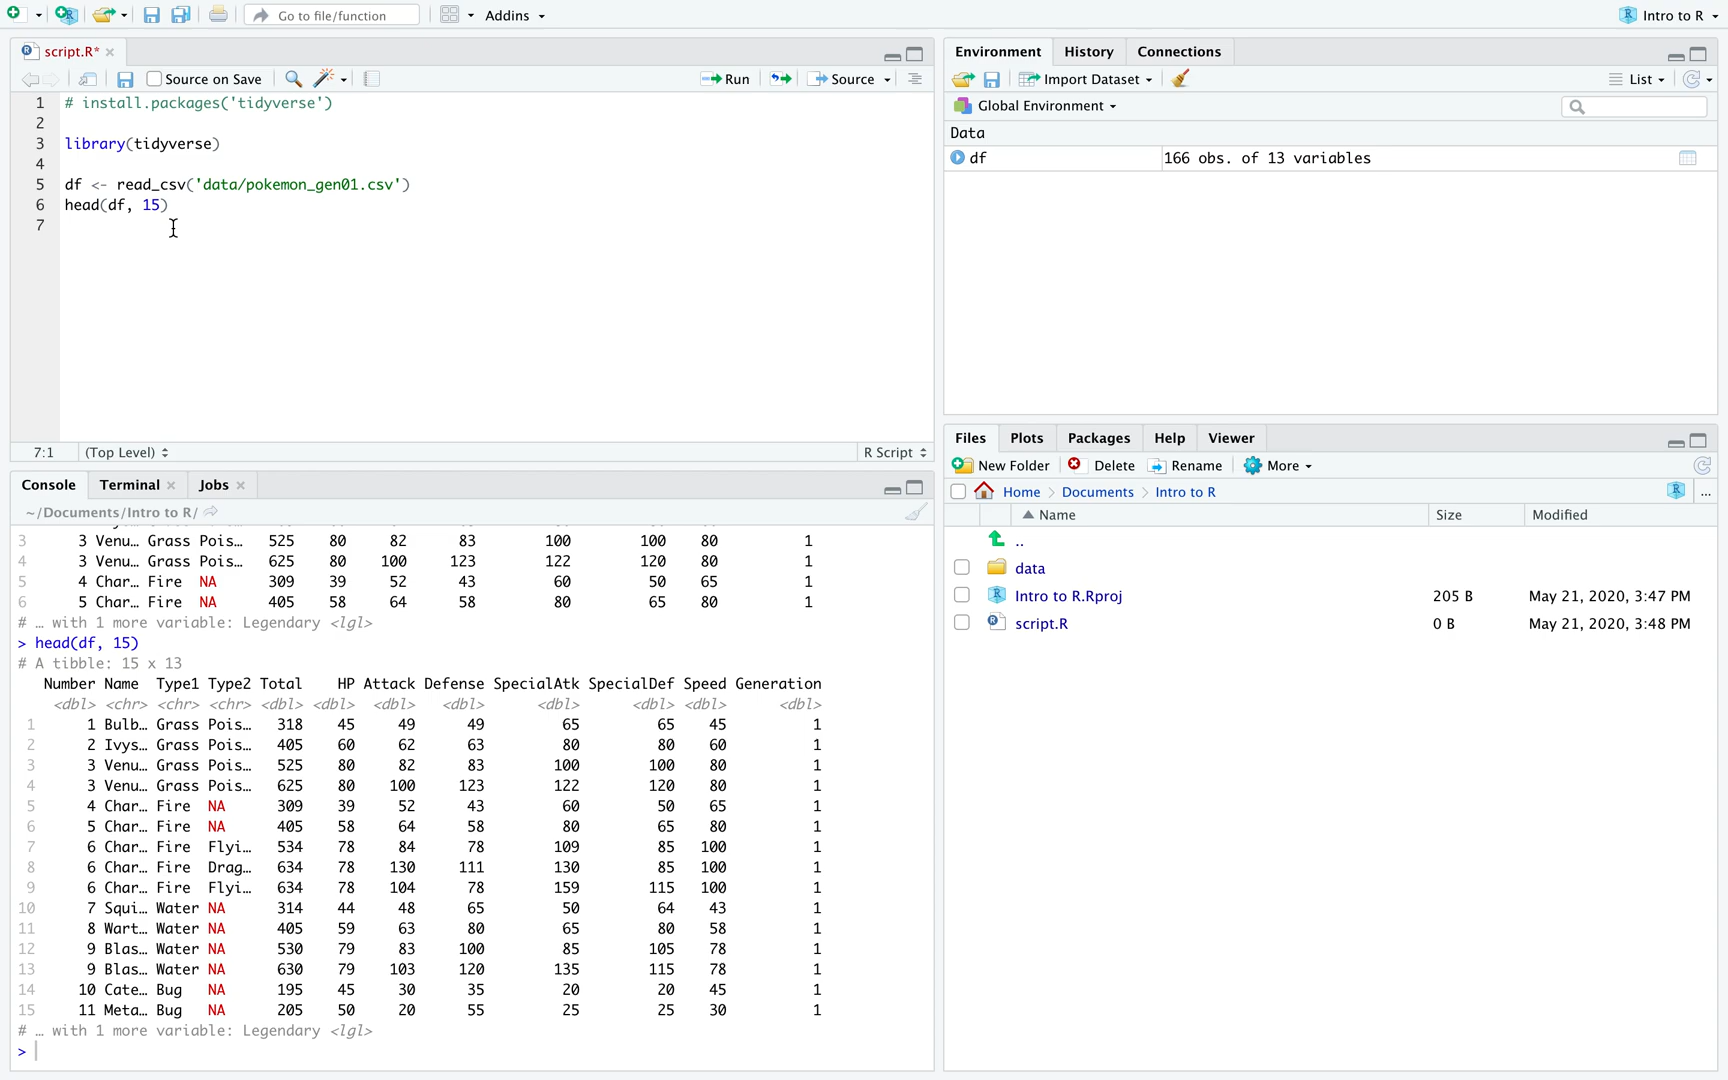 Go to file/function Addins Intro to R
script.R*
Source on Save Run Source
1 # install.packages('tidyverse')
2
3 library(tidyverse)
4
5 df <- read_csv('data/pokemon_gen01.csv')
6 head(df, 15)
7
7:1 (Top Level) R Script
Console Terminal Jobs
~/Documents/Intro to R/
3 3 Venu… Grass Pois… 525 80 82 83 100 100 80 1
4 3 Venu… Grass Pois… 625 80 100 123 122 120 80 1
5 4 Char… Fire NA 309 39 52 43 60 50 65 1
6 5 Char… Fire NA 405 58 64 58 80 65 80 1
# … with 1 more variable: Legendary <lgl>
> head(df, 15)
# A tibble: 15 x 13
Number Name Type1 Type2 Total HP Attack Defense SpecialAtk SpecialDef Speed Generation
<dbl> <chr> <chr> <chr> <dbl> <dbl> <dbl> <dbl> <dbl> <dbl> <dbl> <dbl>
1 1 Bulb… Grass Pois… 318 45 49 49 65 65 45 1
2 2 Ivys… Grass Pois… 405 60 62 63 80 80 60 1
3 3 Venu… Grass Pois… 525 80 82 83 100 100 80 1
4 3 Venu… Grass Pois… 625 80 100 123 122 120 80 1
5 4 Char… Fire NA 309 39 52 43 60 50 65 1
6 5 Char… Fire NA 405 58 64 58 80 65 80 1
7 6 Char… Fire Flyi… 534 78 84 78 109 85 100 1
8 6 Char… Fire Drag… 634 78 130 111 130 85 100 1
9 6 Char… Fire Flyi… 634 78 104 78 159 115 100 1
10 7 Squi… Water NA 314 44 48 65 50 64 43 1
11 8 Wart… Water NA 405 59 63 80 65 80 58 1
12 9 Blas… Water NA 530 79 83 100 85 105 78 1
13 9 Blas… Water NA 630 79 103 120 135 115 78 1
14 10 Cate… Bug NA 195 45 30 35 20 20 45 1
15 11 Meta… Bug NA 205 50 20 55 25 25 30 1
# … with 1 more variable: Legendary <lgl>
>
Environment History Connections
Import Dataset List
Global Environment
Data
df 166 obs. of 13 variables
Files Plots Packages Help Viewer
New Folder Delete Rename More
Home Documents Intro to R ...
Name Size Modified
..
data
Intro to R.Rproj 205 B May 21, 2020, 3:47 PM
script.R 0 B May 21, 2020, 3:48 PM